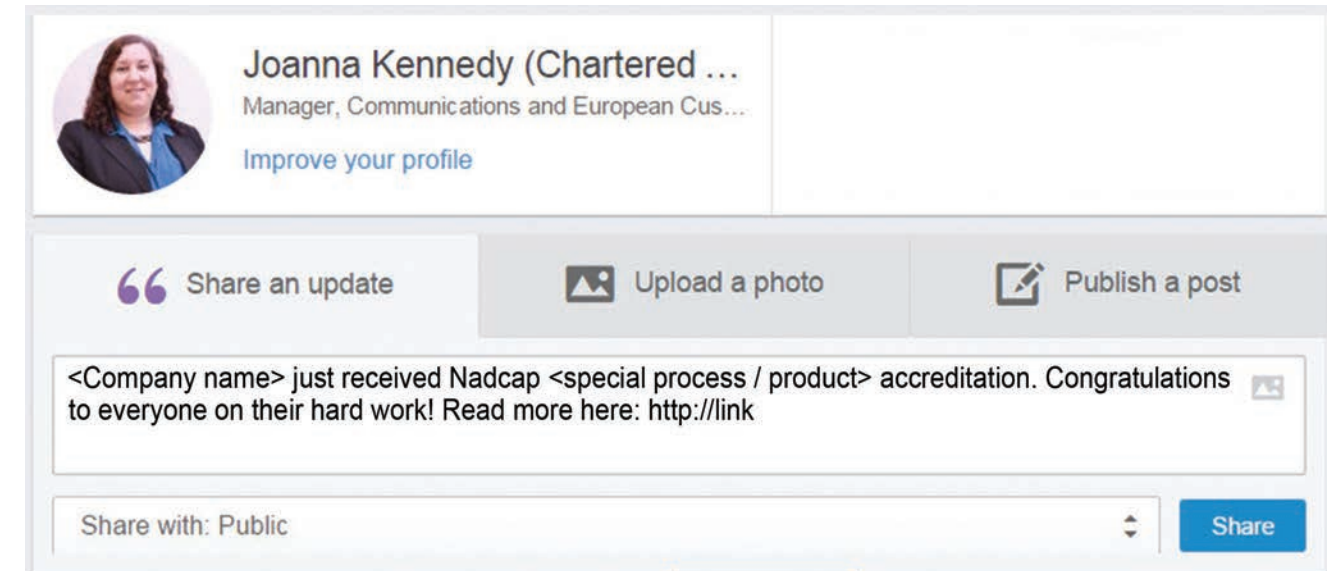 Joanna Kennedy (Chartered ...
Manager, Communications and European Cus...
Improve your profile
Share an update
Upload a photo
Publish a post
<Company name> just received Nadcap <special process / product> accreditation. Congratulations
to everyone on their hard work! Read more here: http://link
Share with: Public
Share